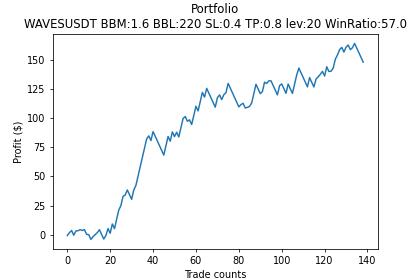 Portfolio
WAVESUSDT BBM:1.6 BBL:220 SL:0.4 TP:0.8 lev:20 WinRatio:57.0
Profit ($)
150
125
100
75
50
25
0
0 20 40 60 80 100 120 140
Trade counts